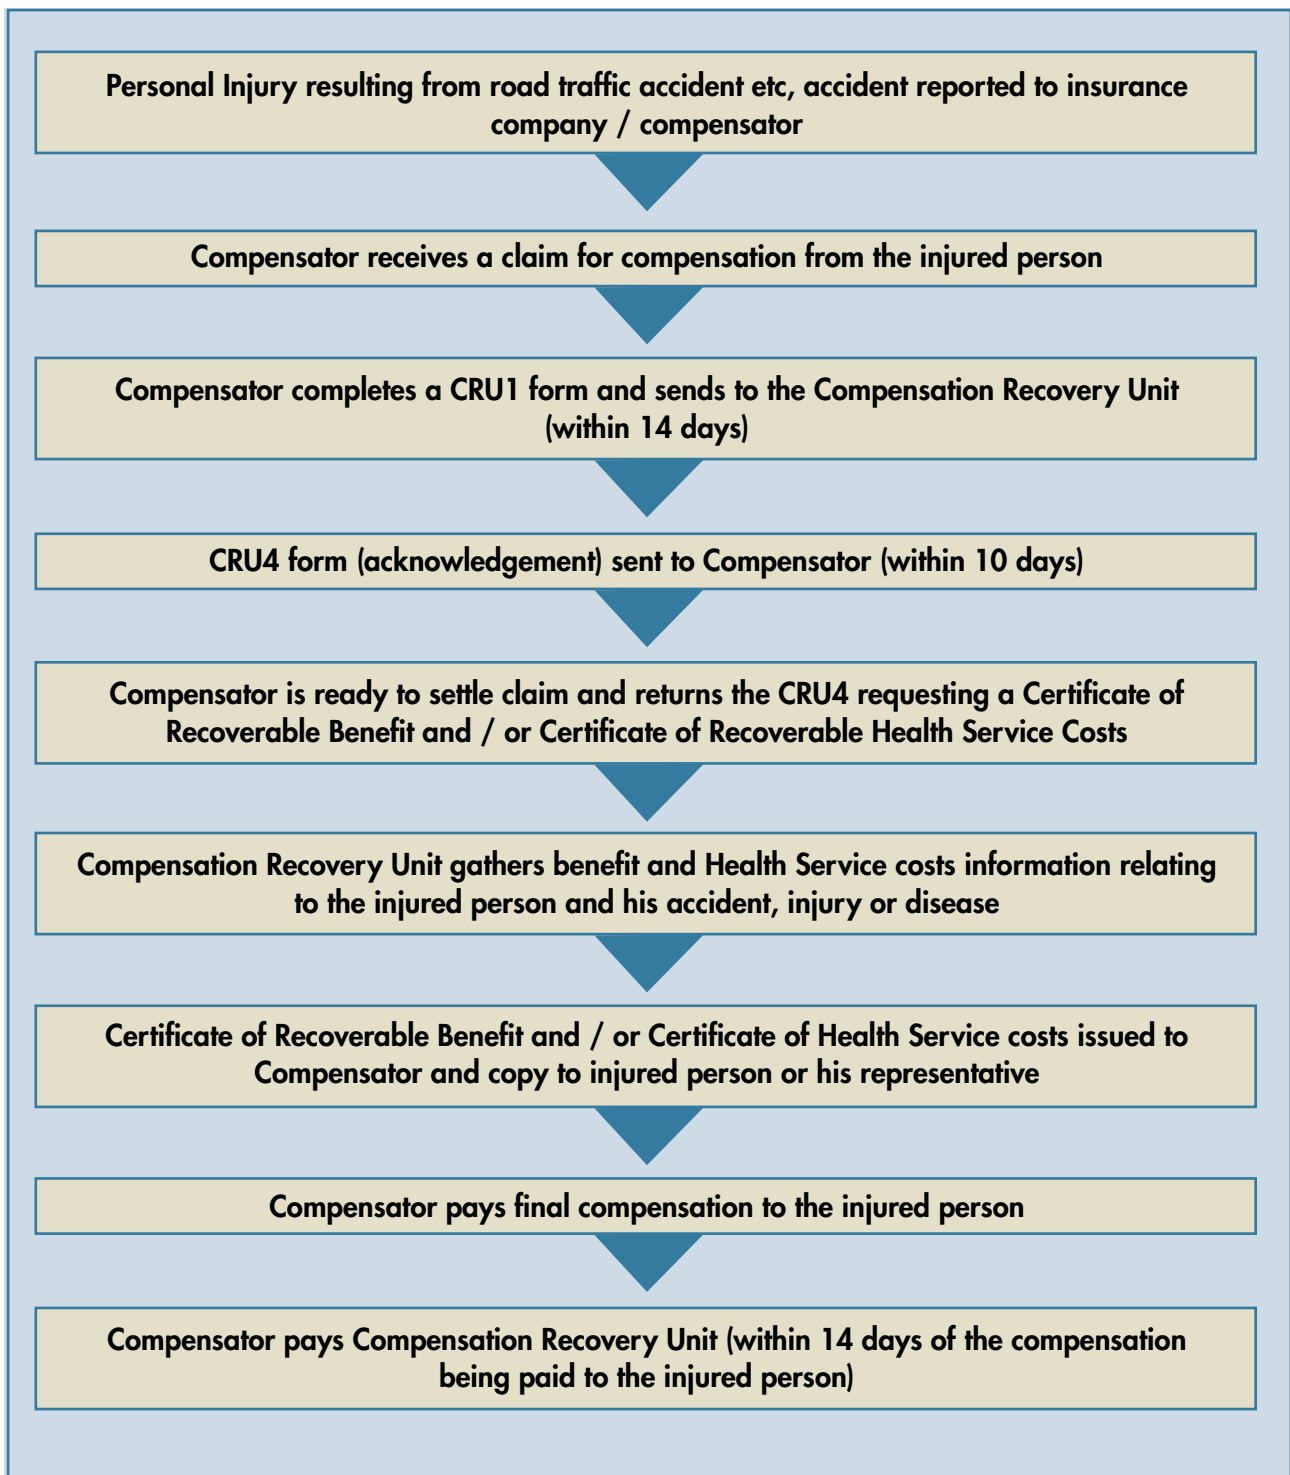 Personal Injury resulting from road traffic accident etc, accident reported to insurance
company / compensator
Compensator receives a claim for compensation from the injured person
Compensator completes a CRU1 form and sends to the Compensation Recovery Unit
(within 14 days)
CRU4 form (acknowledgement) sent to Compensator (within 10 days)
Compensator is ready to settle claim and returns the CRU4 requesting a Certificate of
Recoverable Benefit and / or Certificate of Recoverable Health Service Costs
Compensation Recovery Unit gathers benefit and Health Service costs information relating
to the injured person and his accident, injury or disease
Certificate of Recoverable Benefit and / or Certificate of Health Service costs issued to
Compensator and copy to injured person or his representative
Compensator pays final compensation to the injured person
Compensator pays Compensation Recovery Unit (within 14 days of the compensation
being paid to the injured person)